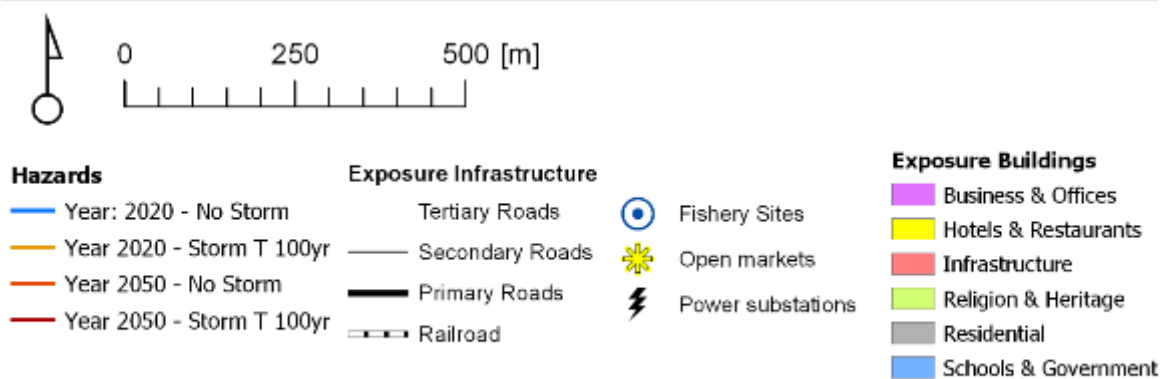 0 250 500 [m]
Hazards
Year: 2020 - No Storm
Year 2020 - Storm T 100yr
Year 2050 - No Storm
Year 2050 - Storm T 100yr
Exposure Infrastructure
Tertiary Roads
Secondary Roads
Primary Roads
Railroad
Fishery Sites
Open markets
Power substations
Exposure Buildings
Business & Offices
Hotels & Restaurants
Infrastructure
Religion & Heritage
Residential
Schools & Government